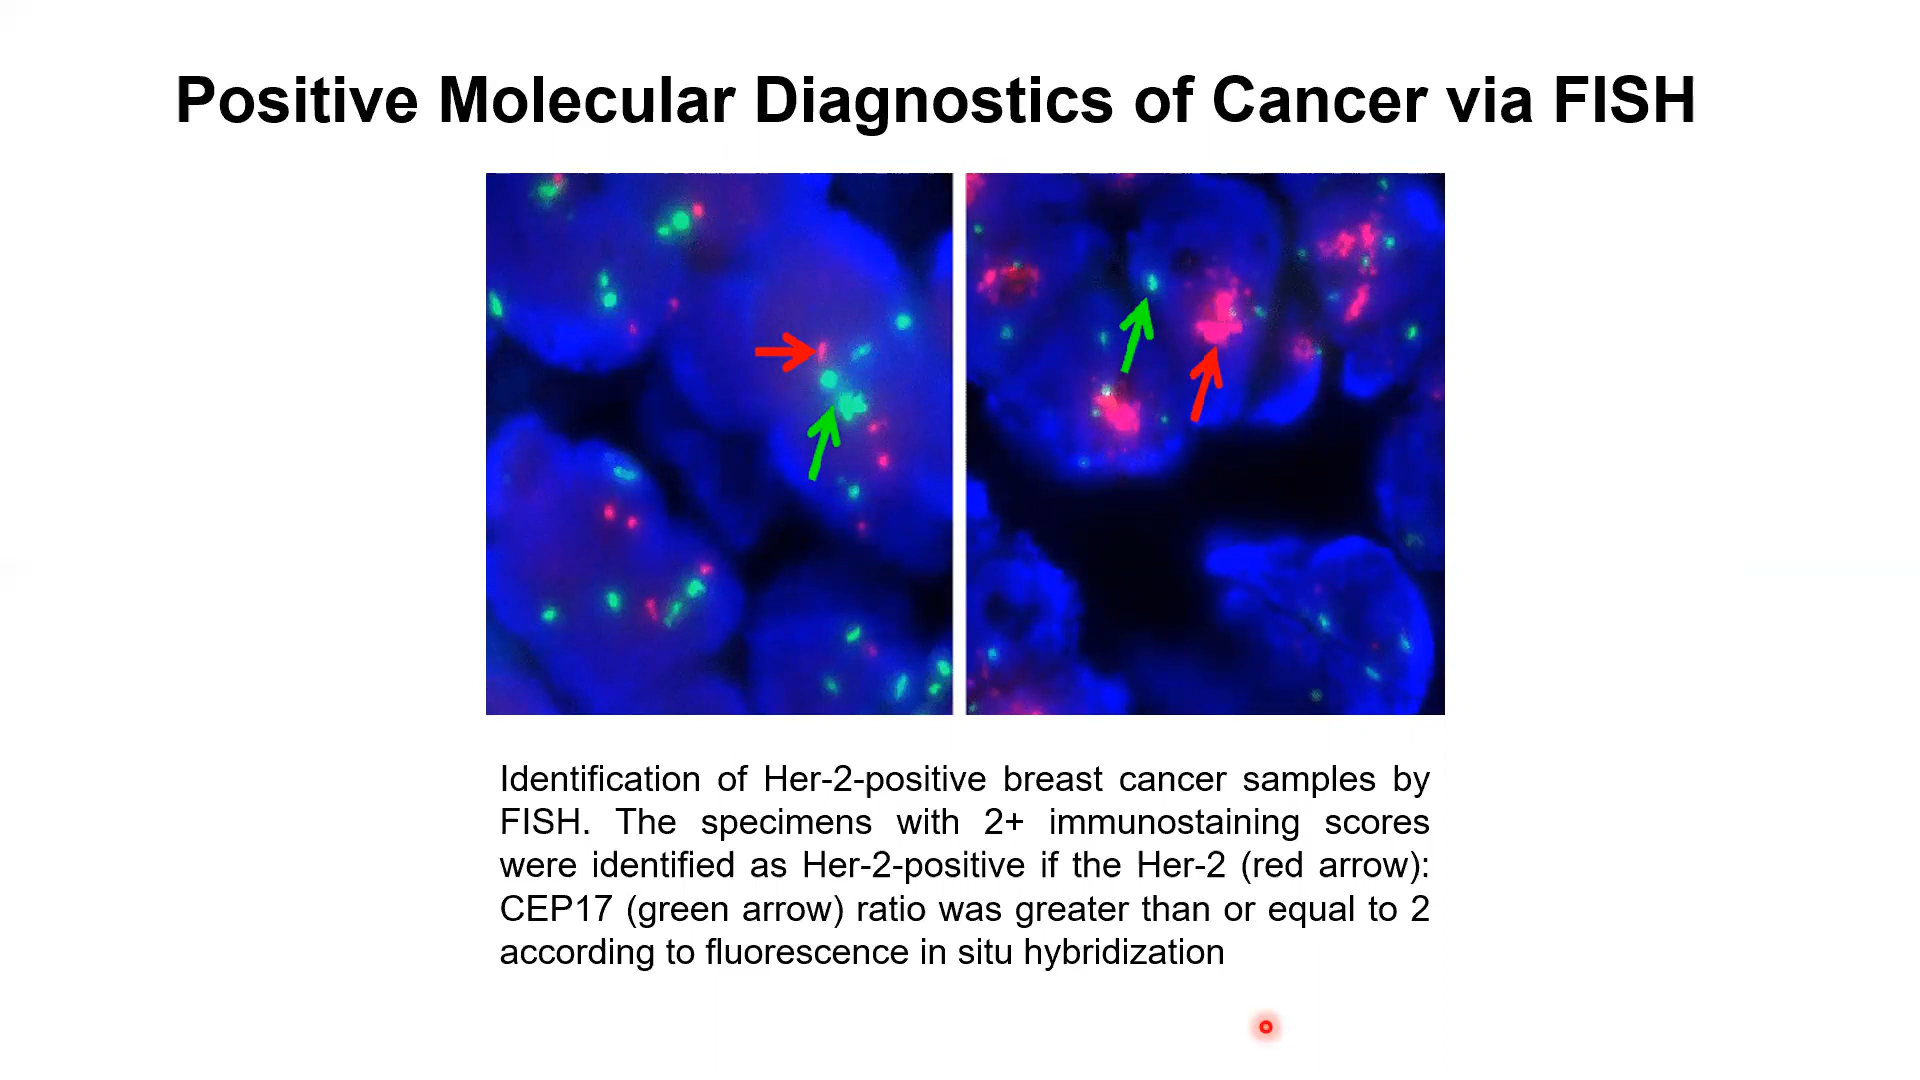 Positive Molecular Diagnostics of Cancer via FISH
Identification of Her-2-positive breast cancer samples by
FISH. The specimens with 2+ immunostaining scores
were identified as Her-2-positive if the Her-2 (red arrow):
CEP17 (green arrow) ratio was greater than or equal to 2
according to fluorescence in situ hybridization